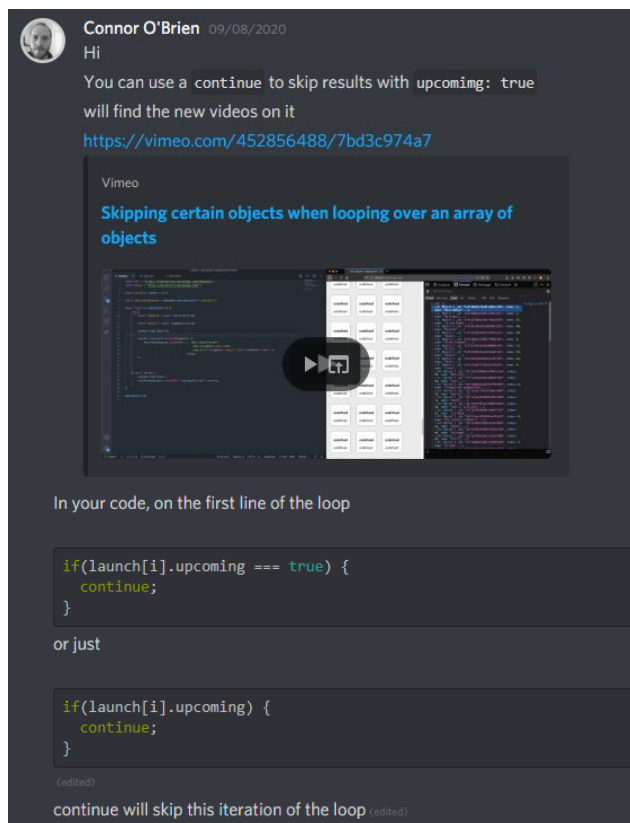 Connor O'Brien 09/08/2020
Hi
You can use a continue to skip results with upcomimg: true
will find the new videos on it
https://vimeo.com/452856488/7bd3c974a7
Vimeo
Skipping certain objects when looping over an array of
objects
In your code, on the first line of the loop
if(launch[i].upcoming === true) {
continue;
}
or just
if(launch[i].upcoming) {
continue;
}
(edited)
continue will skip this iteration of the loop (edited)